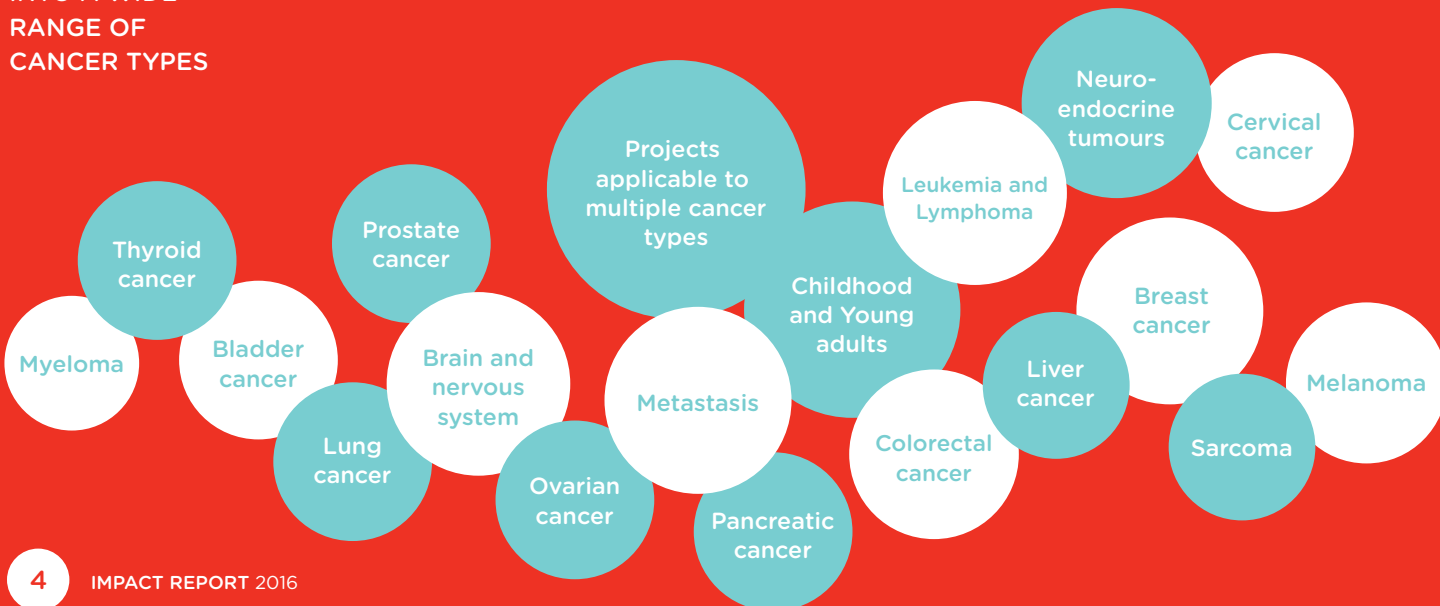 RANGE OF
CANCER TYPES
Neuro-
endocrine
tumours
Cervical
cancer
Projects
applicable to
multiple cancer
types
Leukemia and
Lymphoma
Thyroid
cancer
Prostate
cancer
Childhood
and Young
adults
Breast
cancer
Myeloma
Bladder
cancer
Brain and
nervous
system
Metastasis
Liver
cancer
Melanoma
Lung
cancer
Colorectal
cancer
Sarcoma
Ovarian
cancer
Pancreatic
cancer
4 IMPACT REPORT 2016